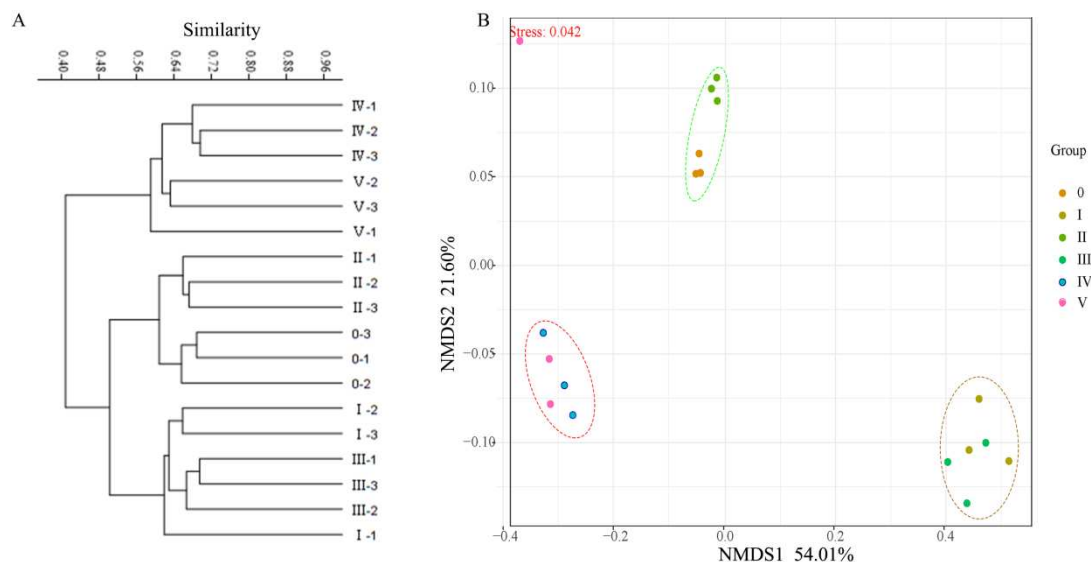 A
Similarity
0.40
0.48
0.56
0.64
0.72
0.80
0.88
0.96
IV-1
IV-2
IV-3
V-2
V-3
V-1
II-1
II-2
II-3
0-3
0-1
0-2
I-2
I-3
III-1
III-3
III-2
I-1
B
Stress: 0.042
NMDS2 21.60%
0.10
0.05
0.00
−0.05
−0.10
−0.4
−0.2
0.0
0.2
0.4
NMDS1 54.01%
Group
0
I
II
III
IV
V